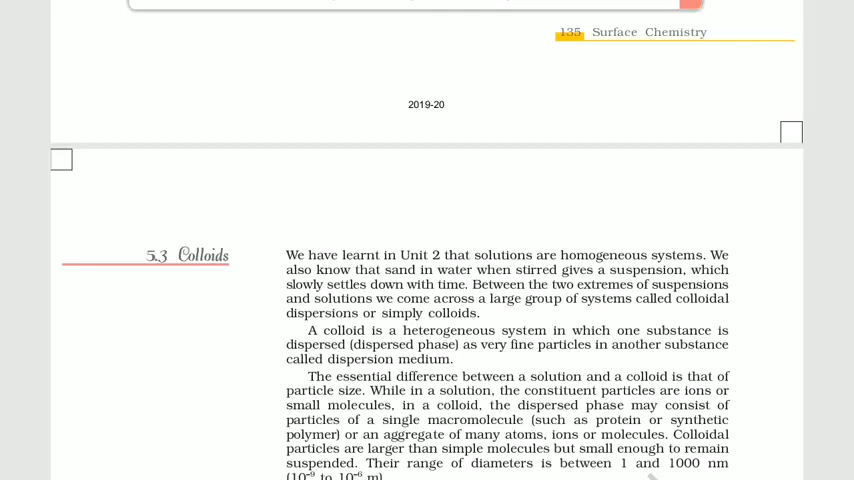 135 Surface Chemistry
2019-20
5.3 Colloids
We have learnt in Unit 2 that solutions are homogeneous systems. We
also know that sand in water when stirred gives a suspension, which
slowly settles down with time. Between the two extremes of suspensions
and solutions we come across a large group of systems called colloidal
dispersions or simply colloids.
A colloid is a heterogeneous system in which one substance is
dispersed (dispersed phase) as very fine particles in another substance
called dispersion medium.
The essential difference between a solution and a colloid is that of
particle size. While in a solution, the constituent particles are ions or
small molecules, in a colloid, the dispersed phase may consist of
particles of a single macromolecule (such as protein or synthetic
polymer) or an aggregate of many atoms, ions or molecules. Colloidal
particles are larger than simple molecules but small enough to remain
suspended. Their range of diameters is between 1 and 1000 nm
(10⁻⁹ to 10⁻⁶ m).